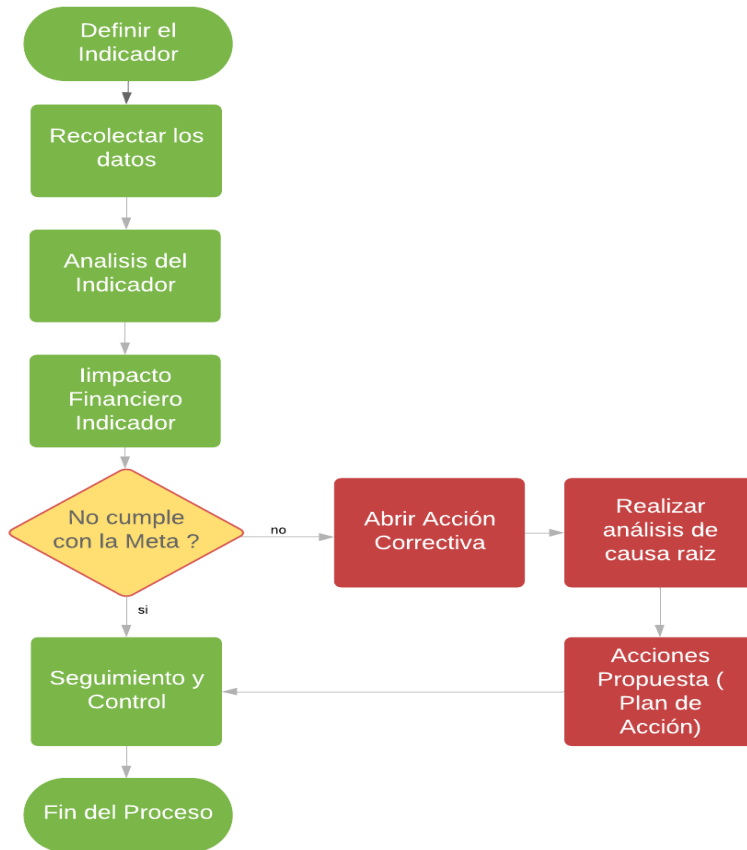 Definir el
Indicador
Recolectar los
datos
Analisis del
Indicador
Iimpacto
Financiero
Indicador
No cumple
con la Meta ?
no
Abrir Acción
Correctiva
Realizar
análisis de
causa raiz
si
Seguimiento y
Control
Acciones
Propuesta (
Plan de
Acción)
Fin del Proceso